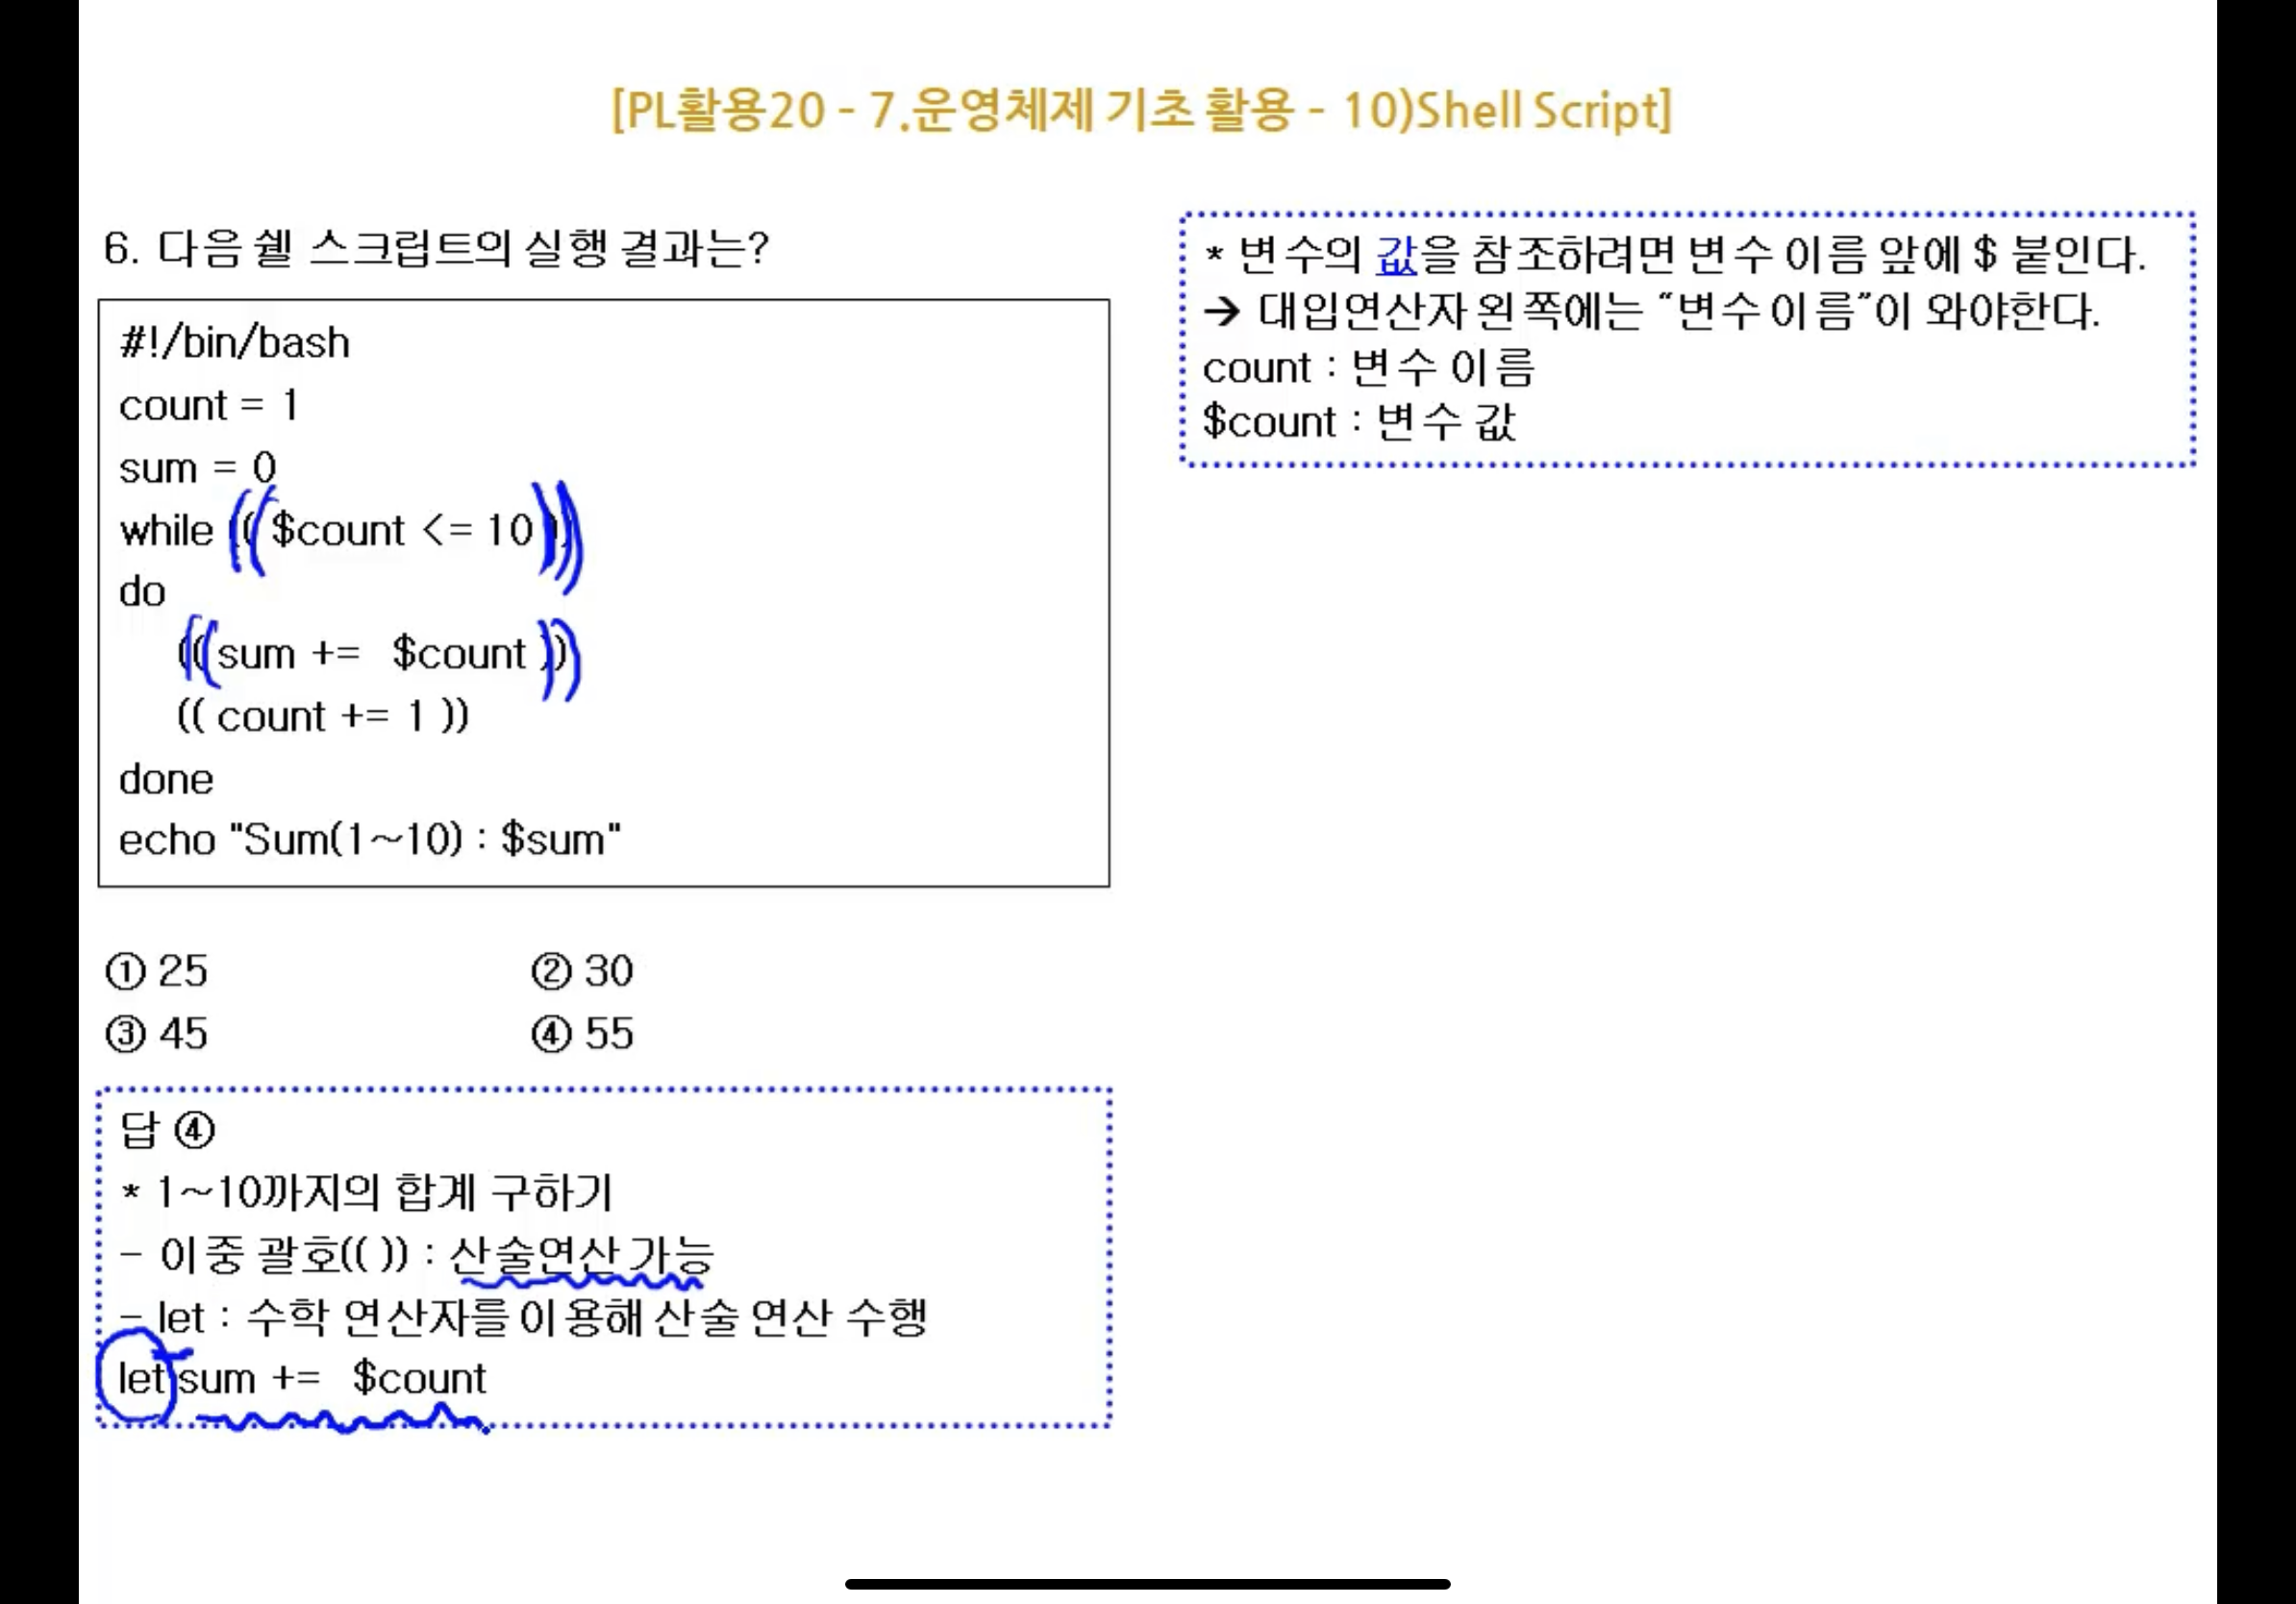 [PL활용20 - 7.운영체제 기초 활용 - 10)Shell Script]
6. 다음 쉘 스크립트의 실행 결과는?
#!/bin/bash
count = 1
sum = 0
while (( $count <= 10 ))
do
(( sum += $count ))
(( count += 1 ))
done
echo "Sum(1~10) : $sum"
① 25 ② 30
③ 45 ④ 55
답 ④
* 1~10까지의 합계 구하기
- 이중 괄호(( )) : 산술연산 가능
- let : 수학 연산자를 이용해 산술 연산 수행
let sum += $count
* 변수의 값을 참조하려면 변수 이름 앞에 $ 붙인다.
→ 대입연산자 왼쪽에는 “변수 이름”이 와야한다.
count : 변수 이름
$count : 변수 값